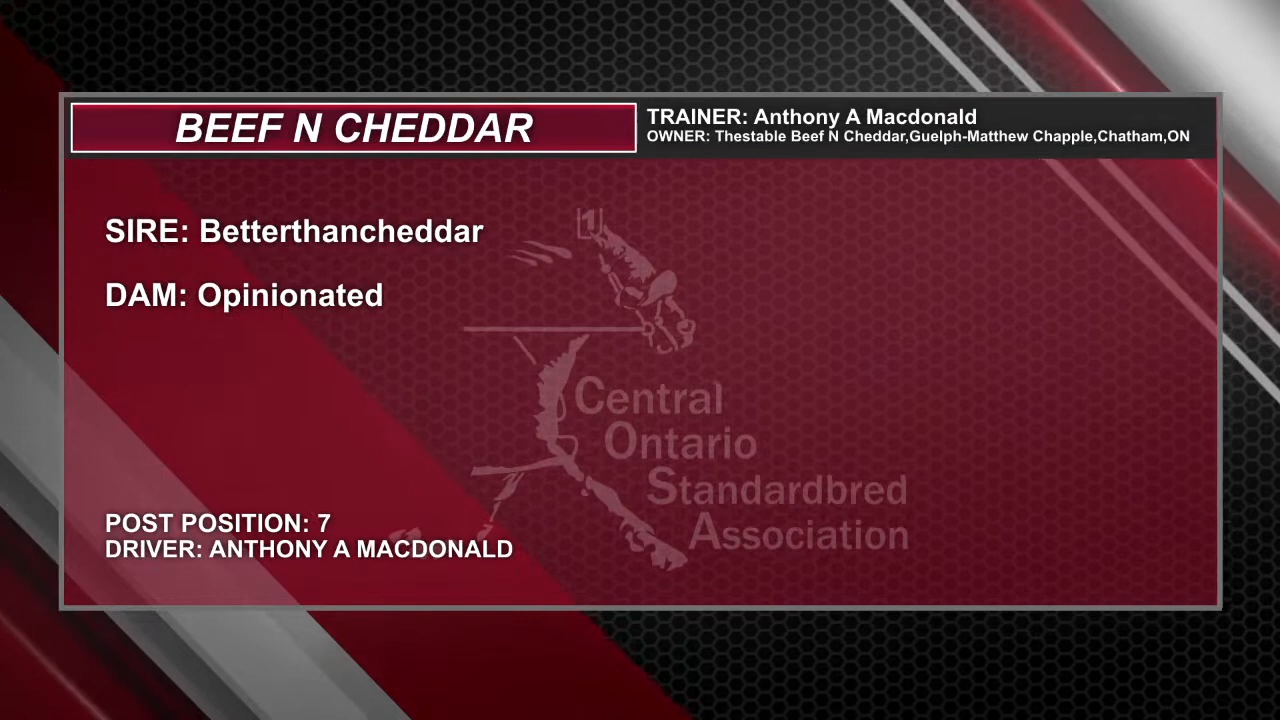 BEEF N CHEDDAR
TRAINER: Anthony A Macdonald
OWNER: Thestable Beef N Cheddar,Guelph-Matthew Chapple,Chatham,ON
SIRE: Betterthancheddar
DAM: Opinionated
1
Central
Ontario
Standardbred
Association
POST POSITION: 7
DRIVER: ANTHONY A MACDONALD